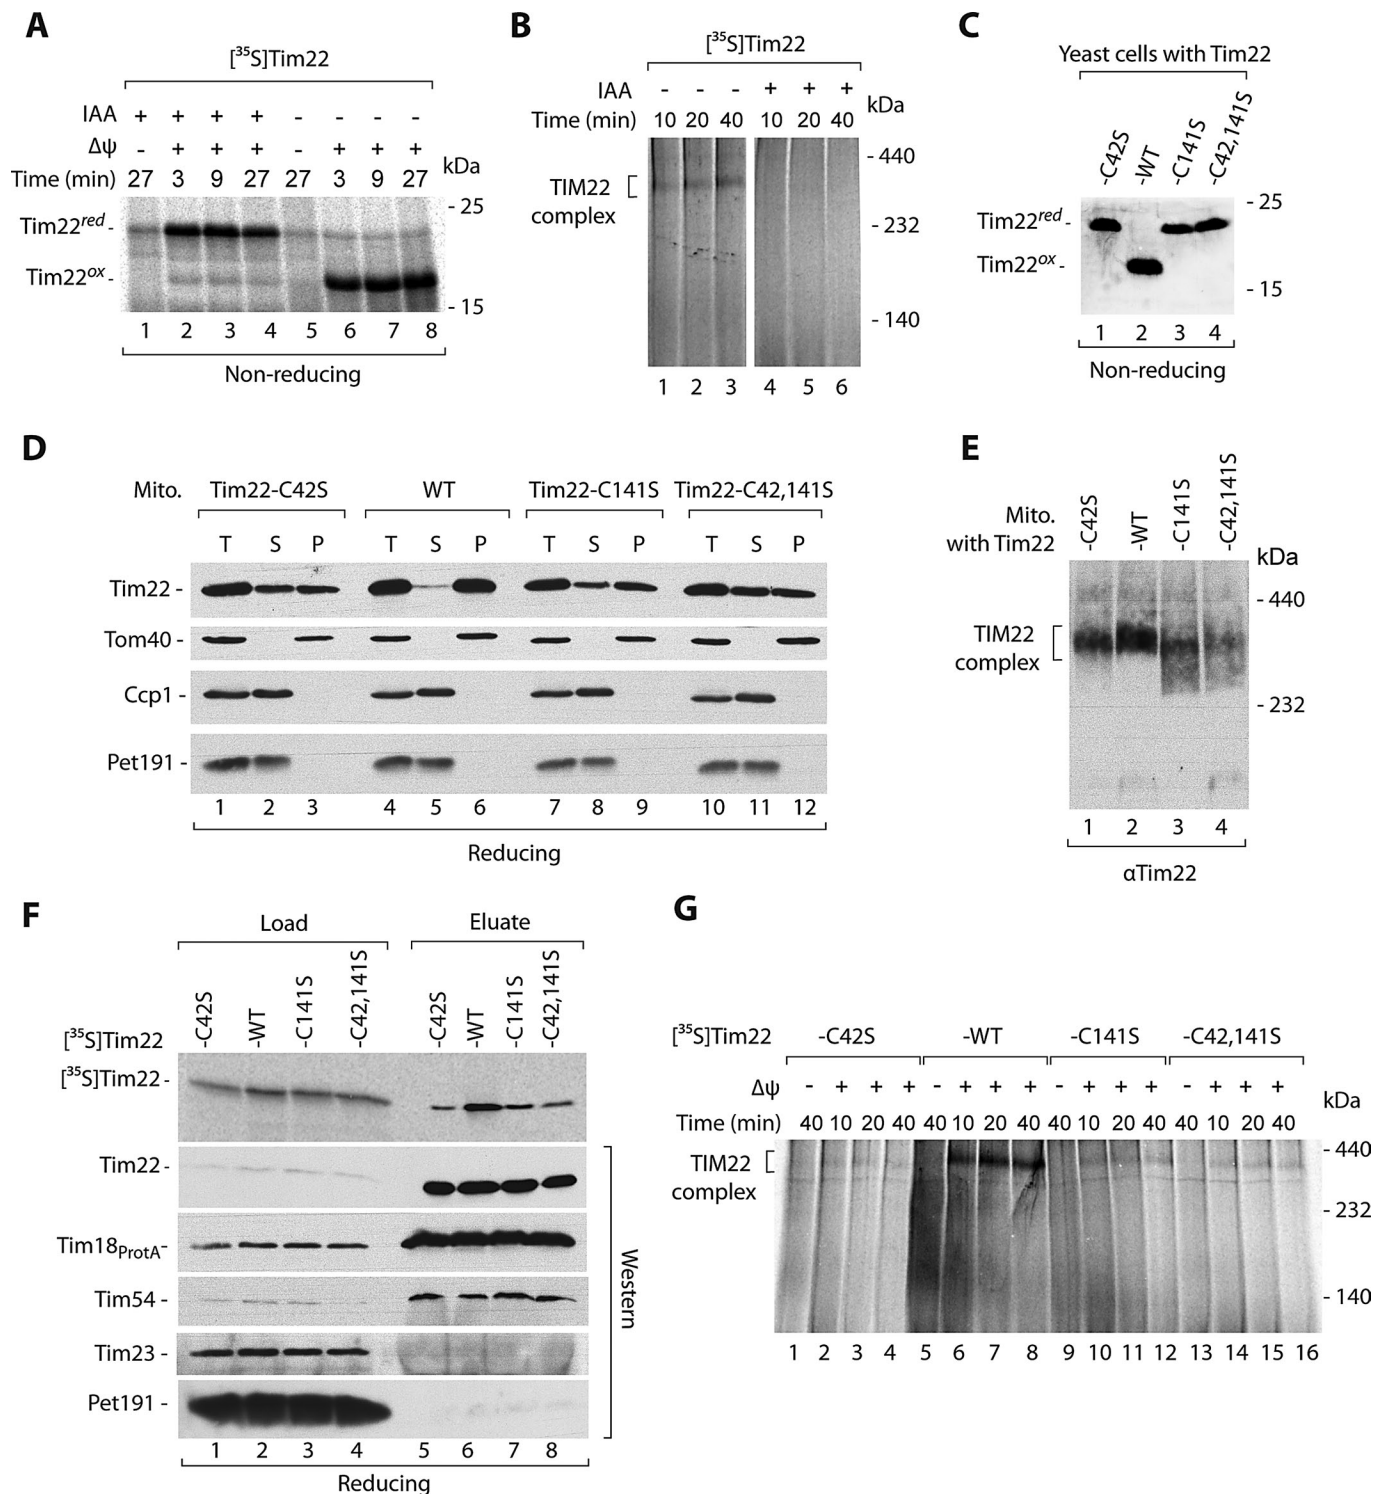 A
[³⁵S]Tim22
IAA + + + + - - - -
Δψ - + + + - + + +
Time (min) 27 3 9 27 27 3 9 27 kDa
Tim22red - - 25
Tim22ox - - 15
1 2 3 4 5 6 7 8
Non-reducing
B
[³⁵S]Tim22
IAA - - - + + + kDa
Time (min) 10 20 40 10 20 40
- 440
TIM22
complex
- 232
- 140
1 2 3 4 5 6
C
Yeast cells with Tim22
-C42S -WT -C141S -C42,141S
Tim22red - - 25
Tim22ox - - 15
1 2 3 4
Non-reducing
D
Mito. Tim22-C42S WT Tim22-C141S Tim22-C42,141S
T S P T S P T S P T S P
Tim22 -
Tom40 -
Ccp1 -
Pet191 -
1 2 3 4 5 6 7 8 9 10 11 12
Reducing
E
Mito.
with Tim22
-C42S -WT -C141S -C42,141S
kDa
- 440
TIM22
complex
- 232
1 2 3 4
αTim22
F
Load Eluate
[³⁵S]Tim22 -C42S -WT -C141S -C42,141S -C42S -WT -C141S -C42,141S
[³⁵S]Tim22 -
Tim22 -
Tim18ProtA-
Tim54 -
Tim23 -
Pet191 -
Western
1 2 3 4 5 6 7 8
Reducing
G
[³⁵S]Tim22 -C42S -WT -C141S -C42,141S
Δψ - + + + - + + + - + + + - + + +
Time (min) 40 10 20 40 40 10 20 40 40 10 20 40 40 10 20 40 kDa
- 440
TIM22
complex
- 232
- 140
1 2 3 4 5 6 7 8 9 10 11 12 13 14 15 16